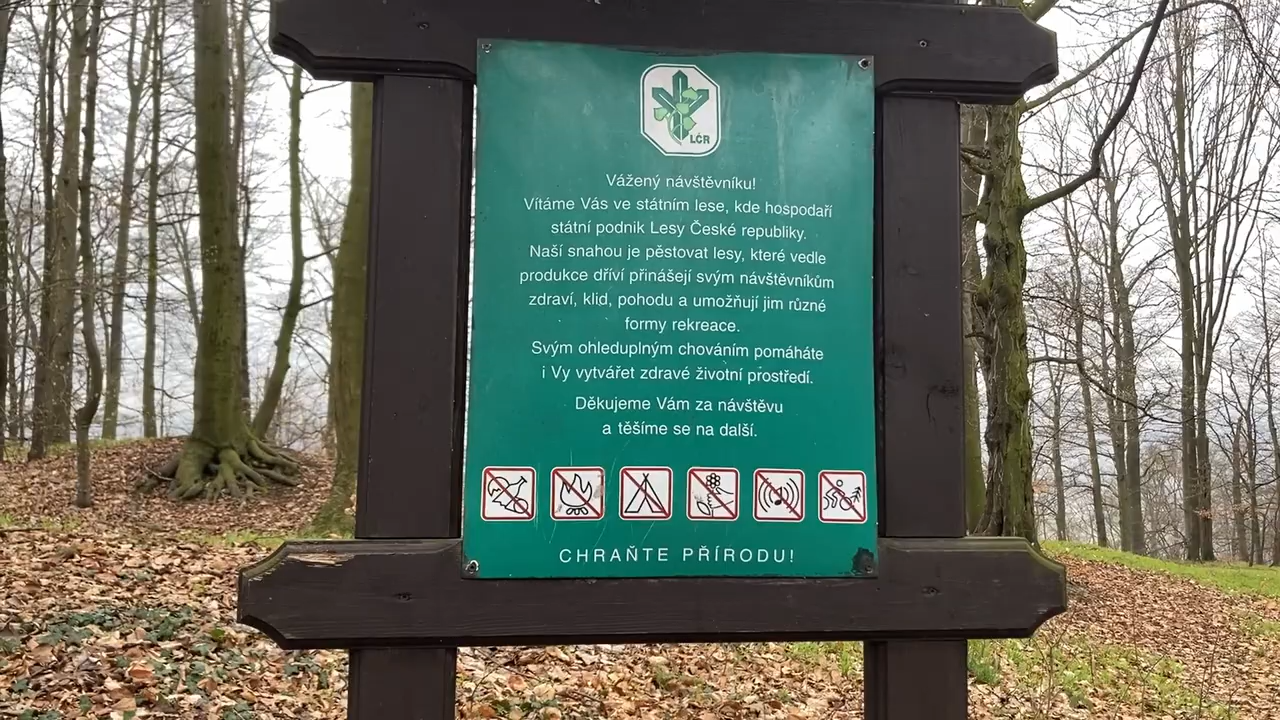 LČR
Vážený návštěvníku!
Vítáme Vás ve státním lese, kde hospodaří
státní podnik Lesy České republiky.
Naší snahou je pěstovat lesy, které vedle
produkce dříví přinášejí svým návštěvníkům
zdraví, klid, pohodu a umožňují jim různé
formy rekreace.
Svým ohleduplným chováním pomáháte
i Vy vytvářet zdravé životní prostředí.
Děkujeme Vám za návštěvu
a těšíme se na další.
CHRAŇTE PŘÍRODU!